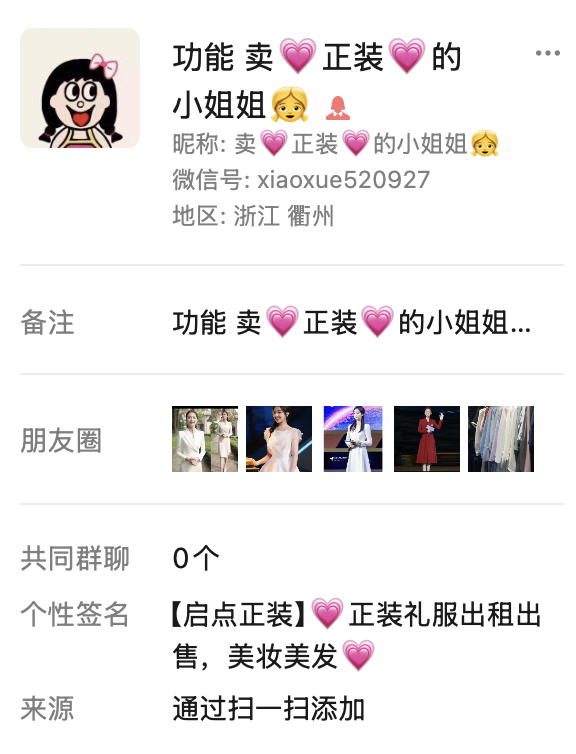 功能 卖💗正装💗的
小姐姐👧
昵称: 卖💗正装💗的小姐姐👧
微信号: xiaoxue520927
地区: 浙江 衢州
备注 功能 卖💗正装💗的小姐姐...
朋友圈
共同群聊 0个
个性签名 【启点正装】💗正装礼服出租出
售，美妆美发💗
来源 通过扫一扫添加